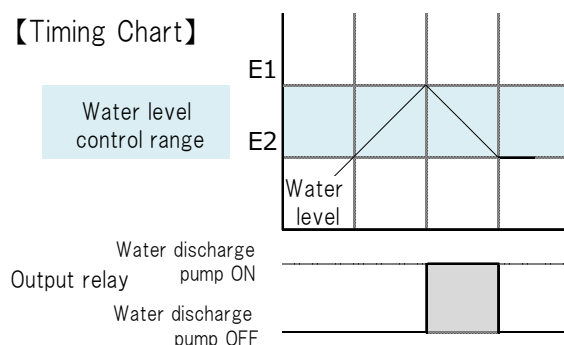 【Timing Chart】
E1
Water level
control range
E2
Water
level
Water discharge
pump ON
Output relay
Water discharge
pump OFF